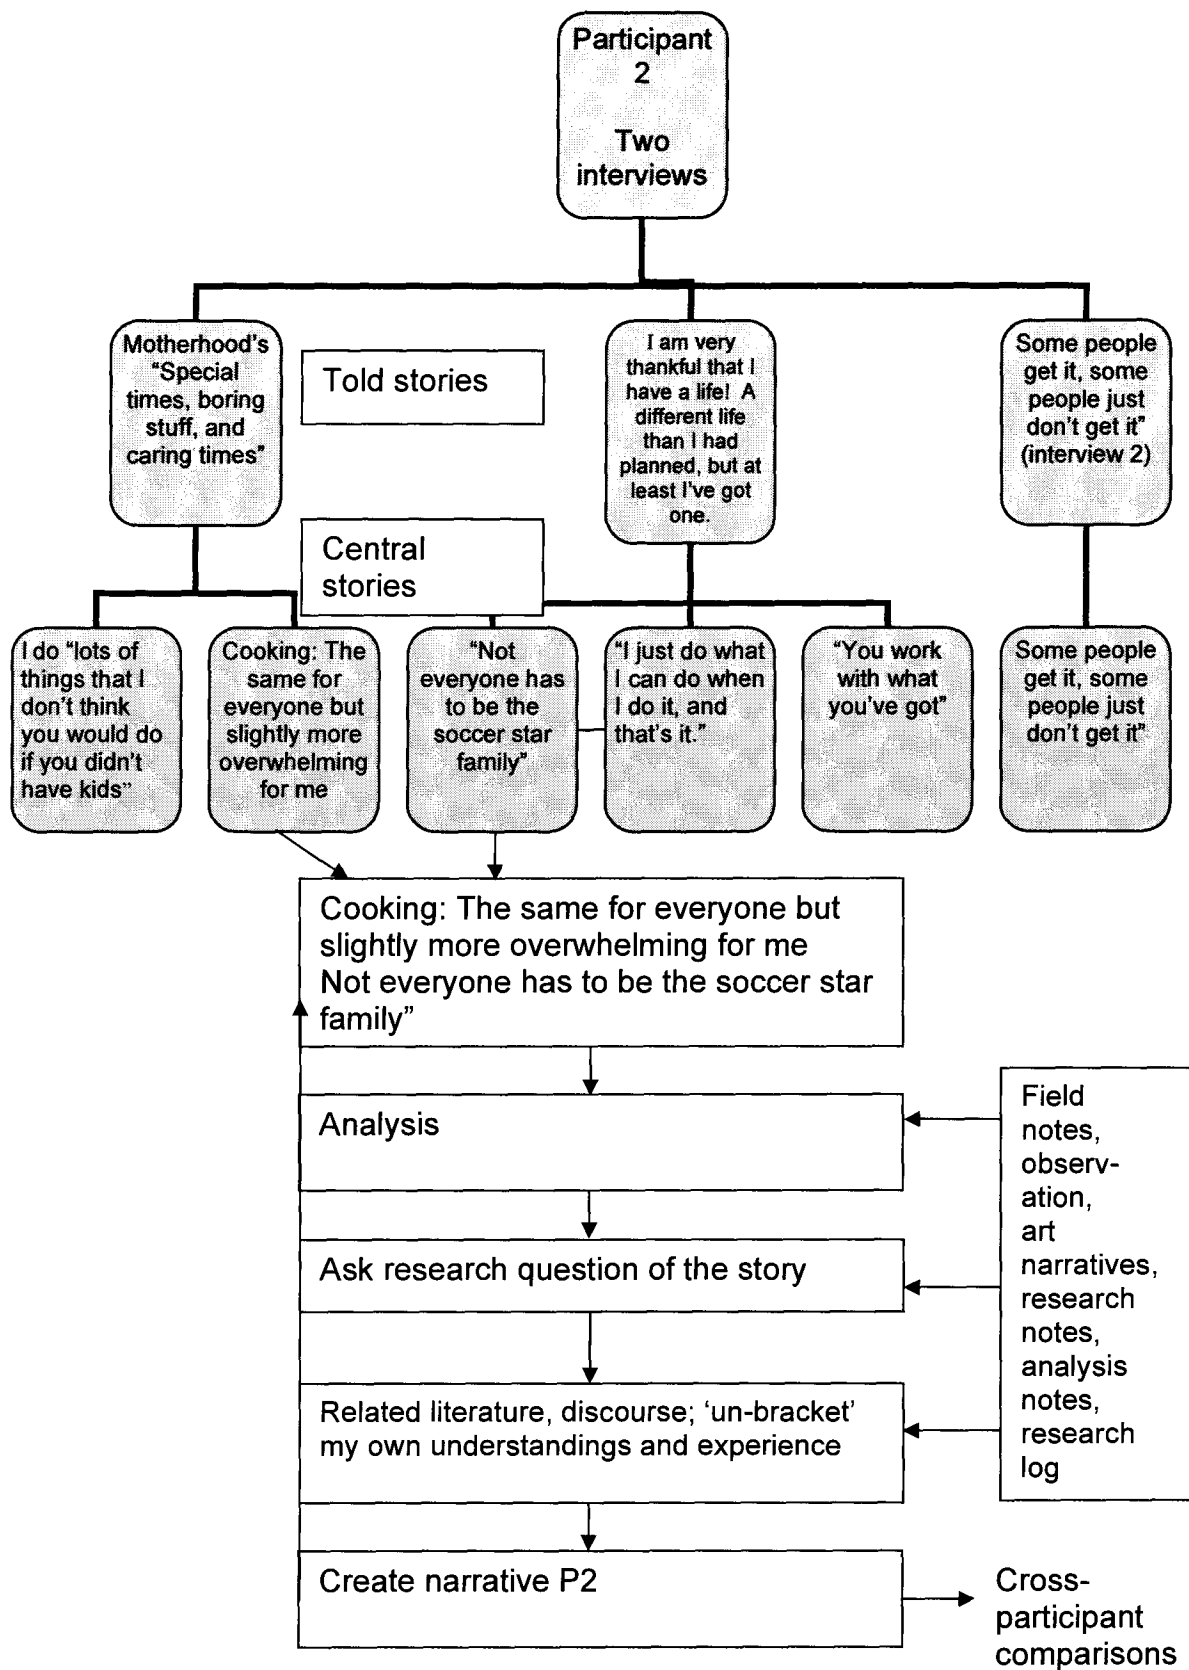 Participant
2
Two
interviews
Motherhood's
"Special
times, boring
stuff, and
caring times"
Told stories
I am very
thankful that I
have a life! A
different life
than I had
planned, but at
least I've got
one.
Some people
get it, some
people just
don't get it"
(interview 2)
Central
stories
I do "lots of
things that I
don't think
you would do
if you didn't
have kids"
Cooking: The
same for
everyone but
slightly more
overwhelming
for me
"Not
everyone has
to be the
soccer star
family"
"I just do what
I can do when
I do it, and
that's it."
"You work
with what
you've got"
Some people
get it, some
people just
don't get it"
Cooking: The same for everyone but
slightly more overwhelming for me
Not everyone has to be the soccer star
family"
Analysis
Ask research question of the story
Related literature, discourse; 'un-bracket'
my own understandings and experience
Create narrative P2
Field
notes,
observ-
ation,
art
narratives,
research
notes,
analysis
notes,
research
log
Cross-
participant
comparisons